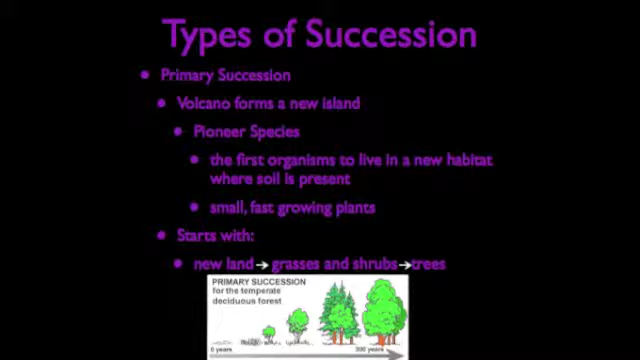 Types of Succession
• Primary Succession
• Volcano forms a new island
• Pioneer Species
• the first organisms to live in a new habitat
where soil is present
• small, fast growing plants
• Starts with:
• new land → grasses and shrubs → trees
PRIMARY SUCCESSION
for the temperate
deciduous forest
0 years
300 years